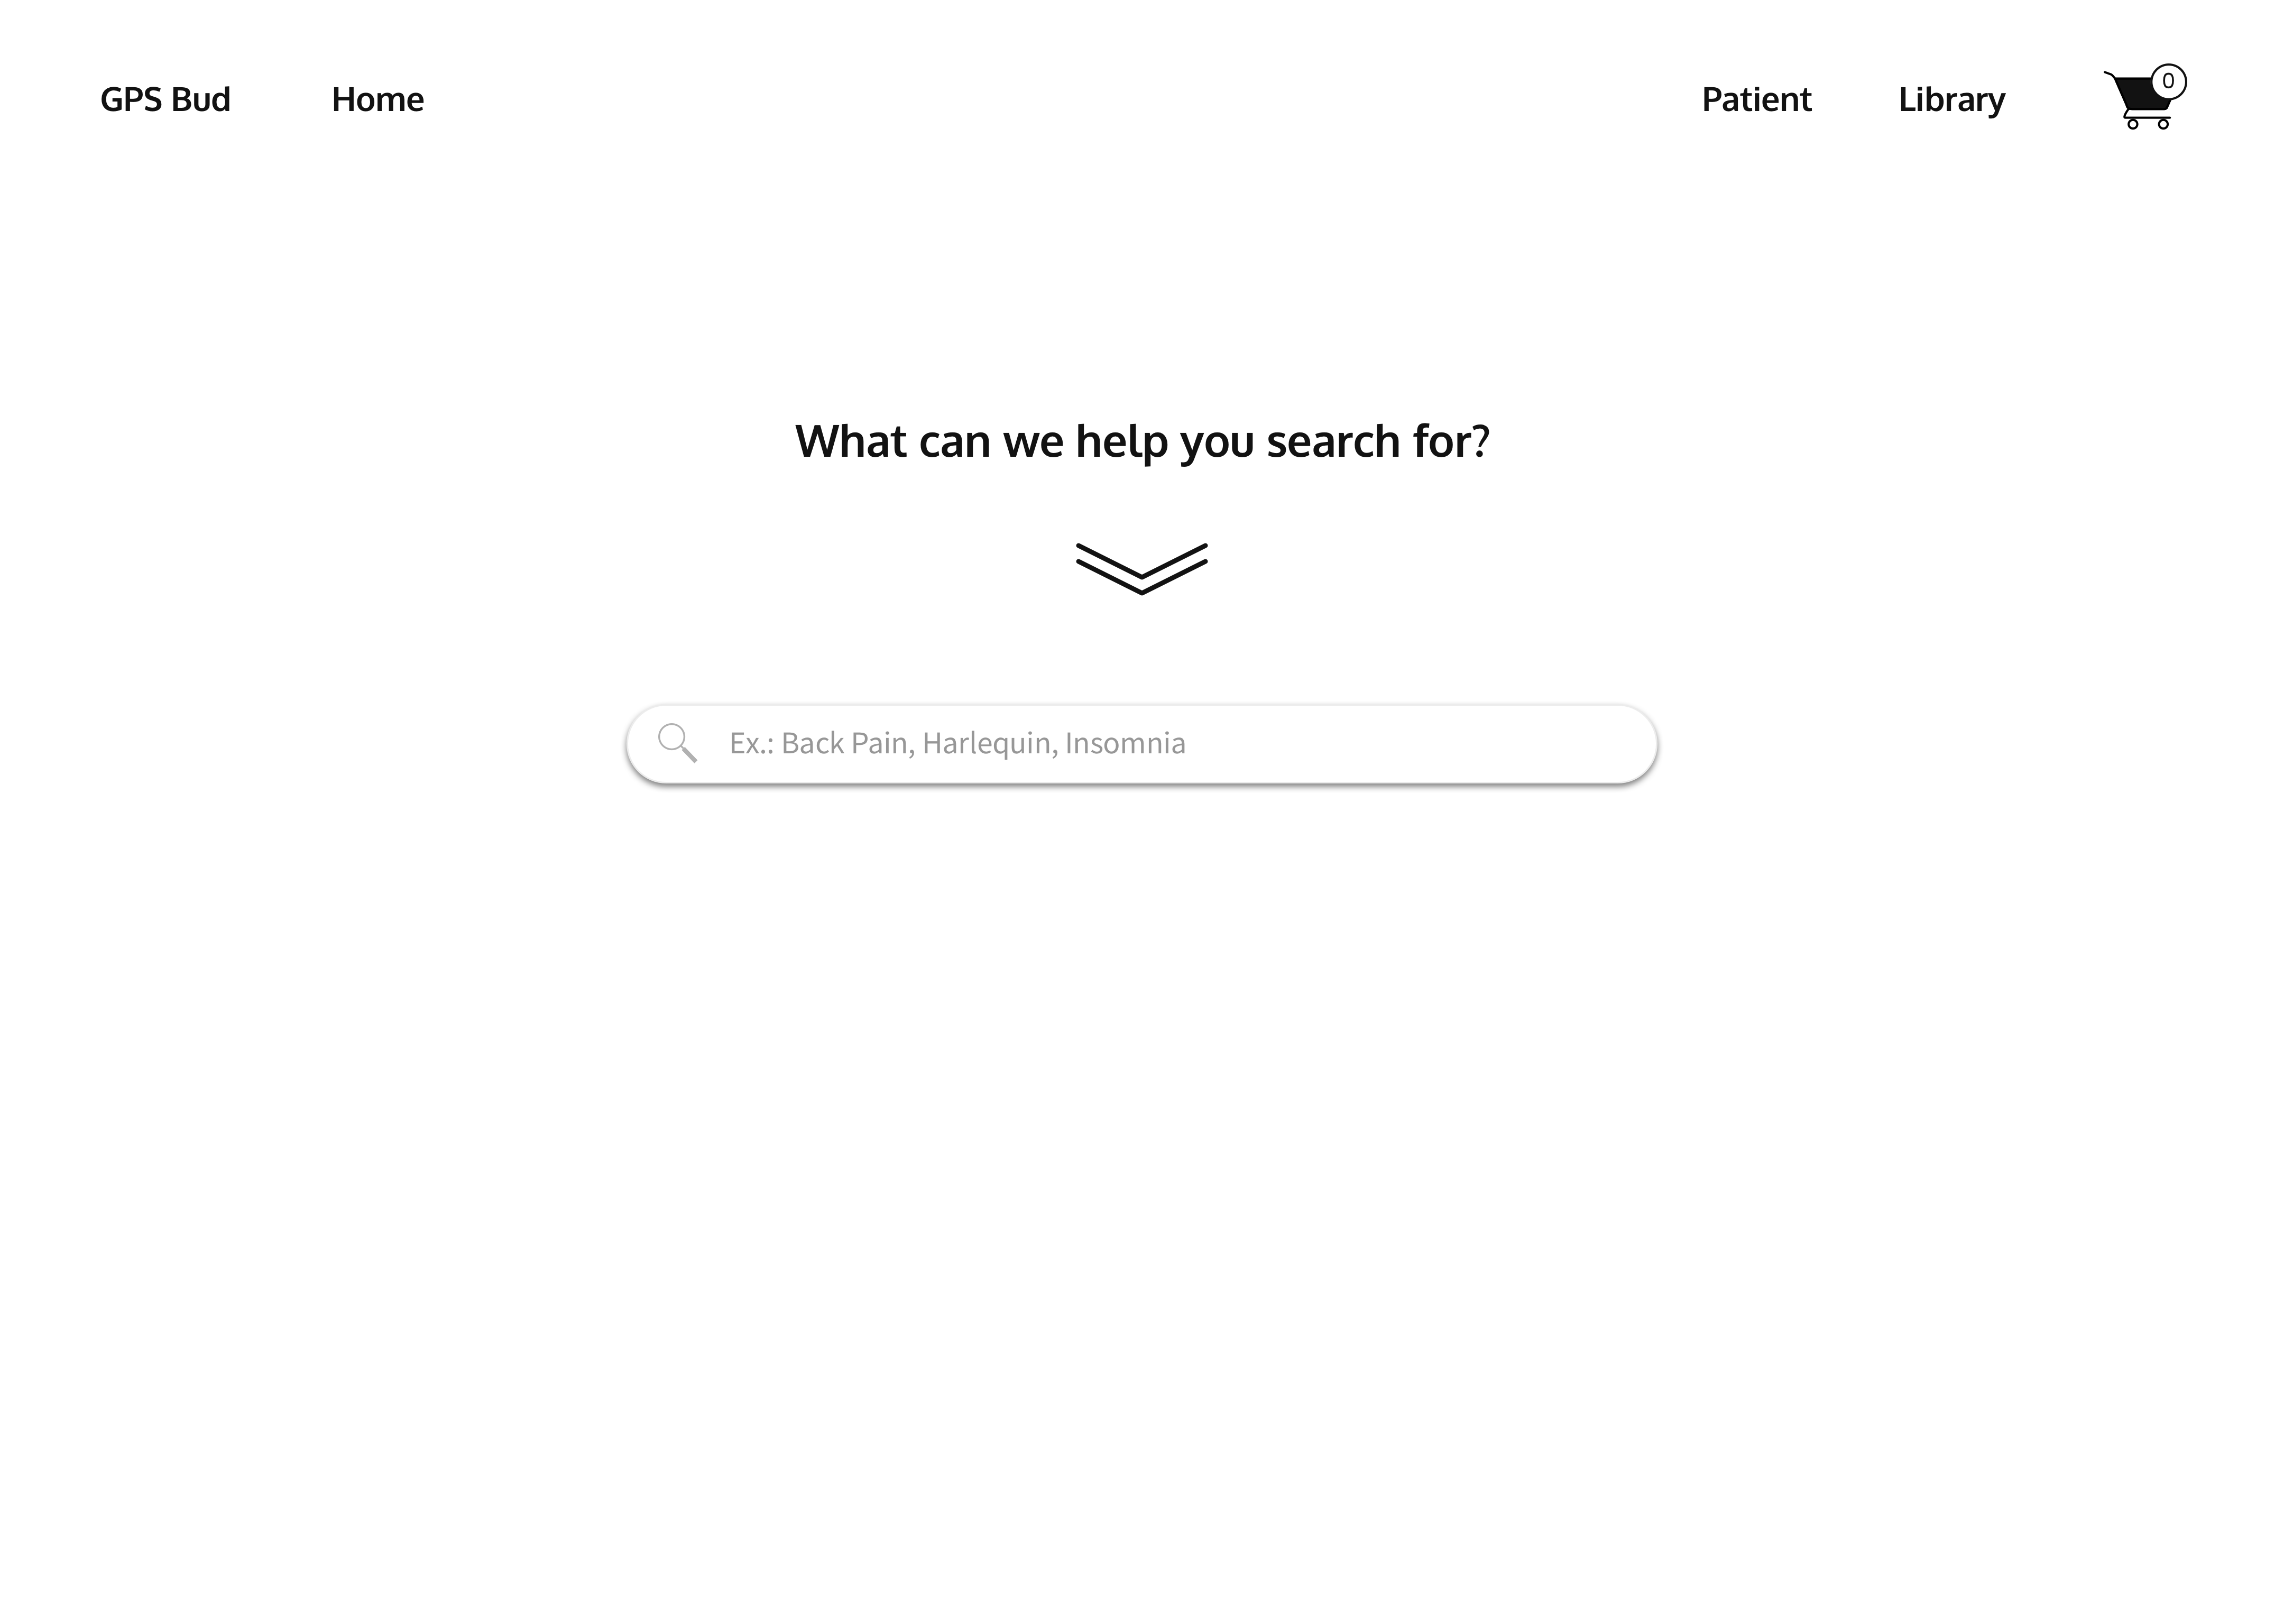 GPS Bud Home Patient Library 0
What can we help you search for?
Ex.: Back Pain, Harlequin, Insomnia